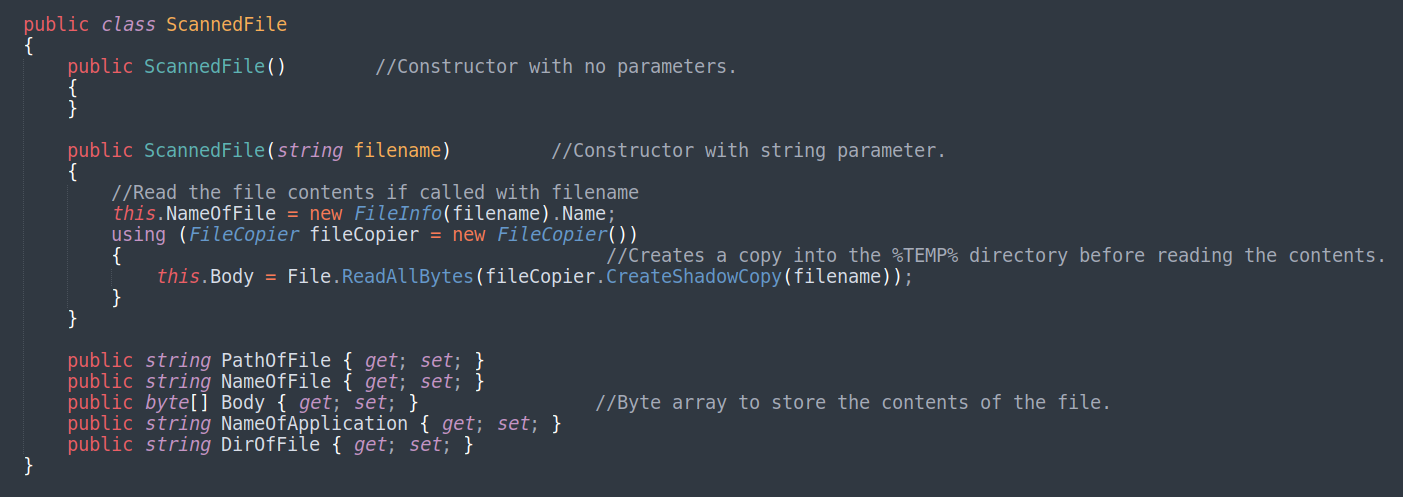 public class ScannedFile
{
    public ScannedFile()        //Constructor with no parameters.
    {
    }

    public ScannedFile(string filename)         //Constructor with string parameter.
    {
        //Read the file contents if called with filename
        this.NameOfFile = new FileInfo(filename).Name;
        using (FileCopier fileCopier = new FileCopier())
        {                                            //Creates a copy into the %TEMP% directory before reading the contents.
            this.Body = File.ReadAllBytes(fileCopier.CreateShadowCopy(filename));
        }
    }

    public string PathOfFile { get; set; }
    public string NameOfFile { get; set; }
    public byte[] Body { get; set; }                //Byte array to store the contents of the file.
    public string NameOfApplication { get; set; }
    public string DirOfFile { get; set; }
}